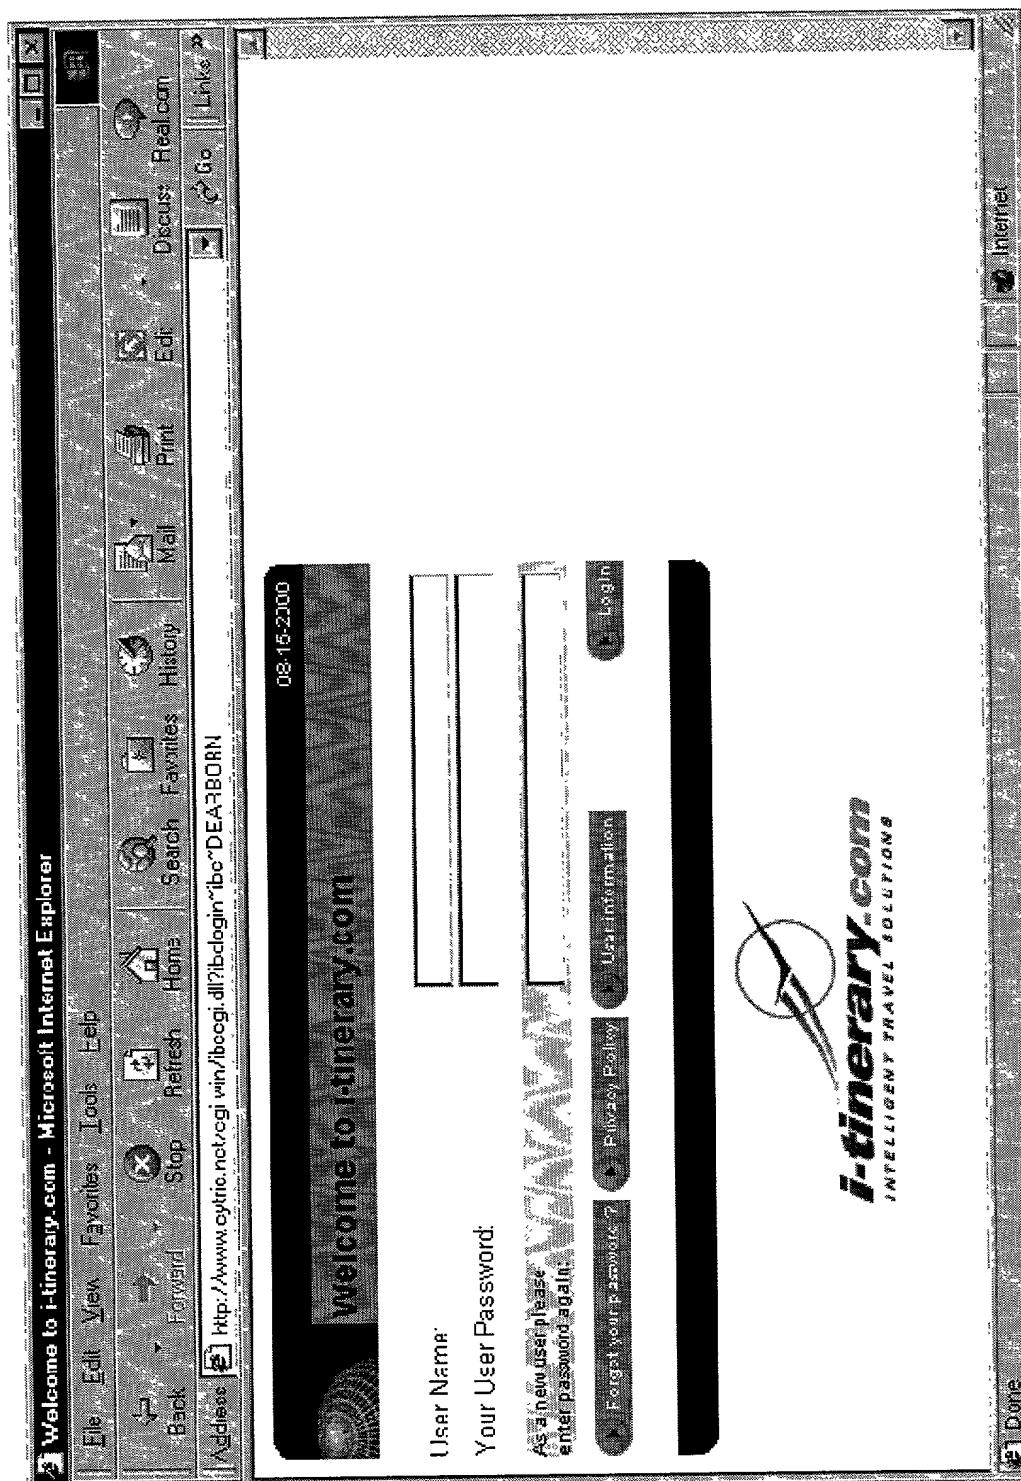 Welcome to i-tinerary.com - Microsoft Internet Explorer
File Edit View Favorites Tools Help
Back Forward Stop Refresh Home Search Favorites History Mail Print Edit Discuss Real.com
Address http://www.cytric.net/cgi-win/ibccgi.dll?ibclogin~ibc~DEARBORN Go Links »
08-15-2000
Welcome to i-tinerary.com
User Name:
Your User Password:
As a new user please
enter password again:
Forgot your password ? Privacy Policy User information Login
i-tinerary.com
INTELLIGENT TRAVEL SOLUTIONS
Done Internet